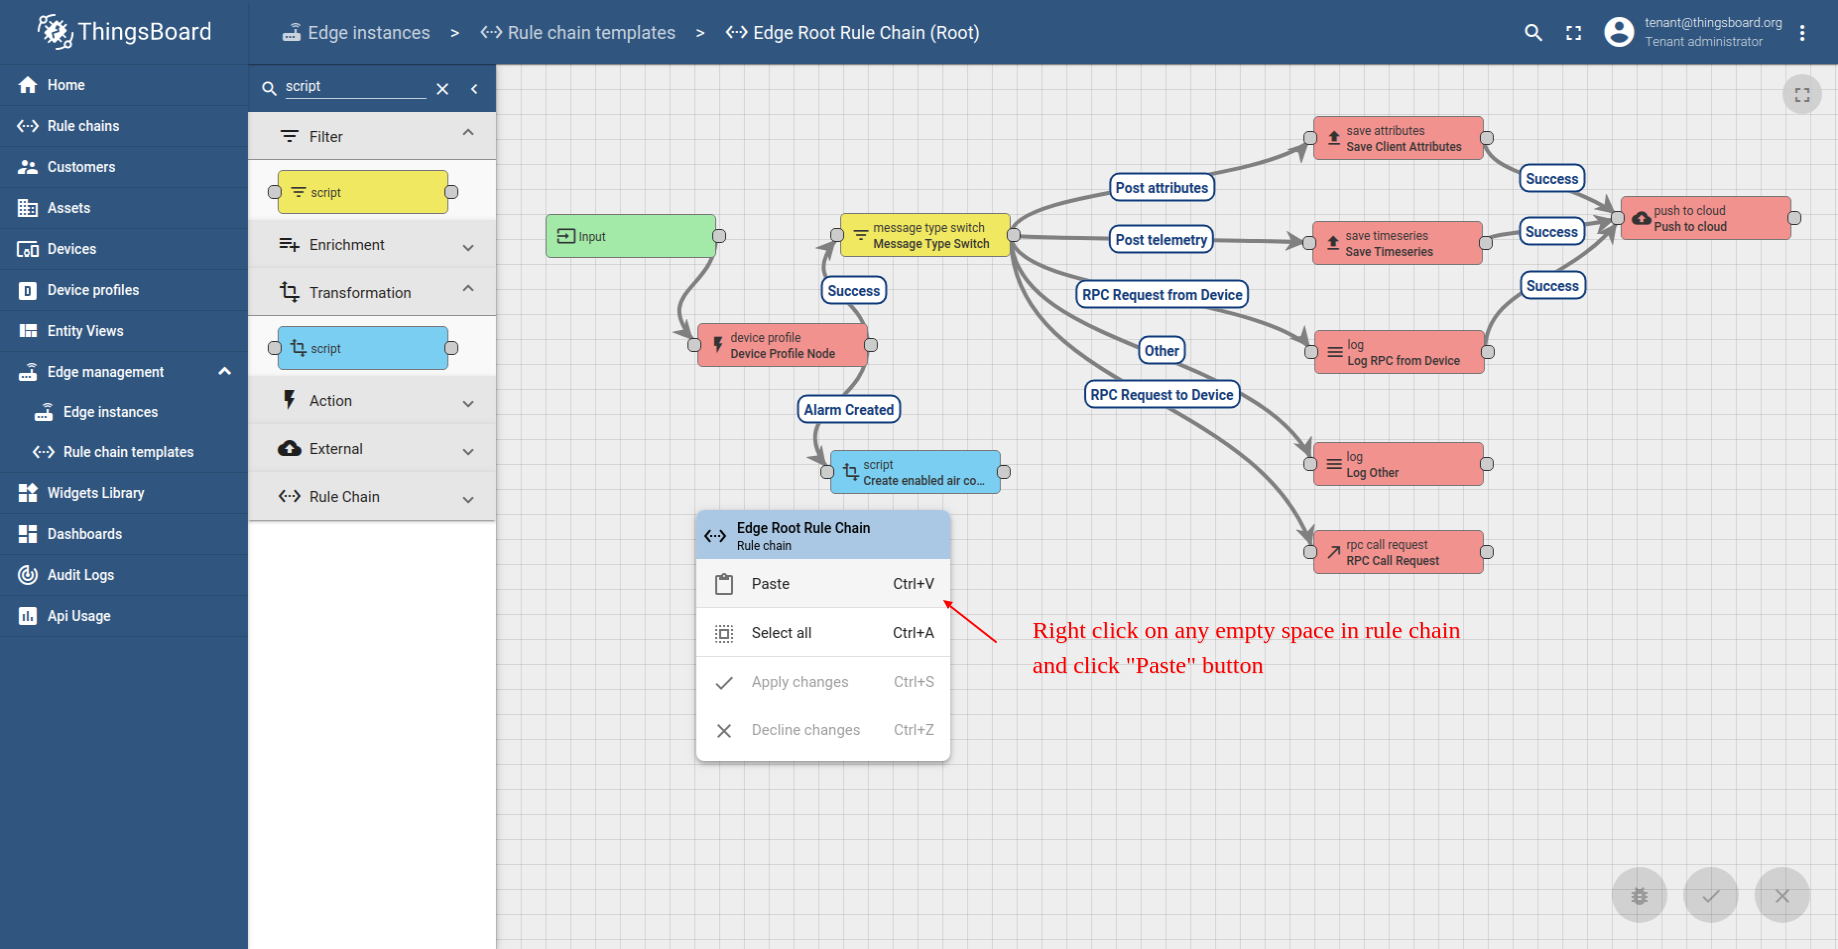 ThingsBoard
Edge instances > Rule chain templates > Edge Root Rule Chain (Root)
tenant@thingsboard.org
Tenant administrator
Home
Rule chains
Customers
Assets
Devices
Device profiles
Entity Views
Edge management
Edge instances
Rule chain templates
Widgets Library
Dashboards
Audit Logs
Api Usage
script
Filter
script
Enrichment
Transformation
script
Action
External
Rule Chain
Input
device profile
Device Profile Node
Success
Alarm Created
script
Create enabled air co...
message type switch
Message Type Switch
Post attributes
Post telemetry
RPC Request from Device
Other
RPC Request to Device
save attributes
Save Client Attributes
save timeseries
Save Timeseries
log
Log RPC from Device
log
Log Other
rpc call request
RPC Call Request
Success
Success
Success
push to cloud
Push to cloud
Edge Root Rule Chain
Rule chain
Paste Ctrl+V
Select all Ctrl+A
Apply changes Ctrl+S
Decline changes Ctrl+Z
Right click on any empty space in rule chain
and click "Paste" button